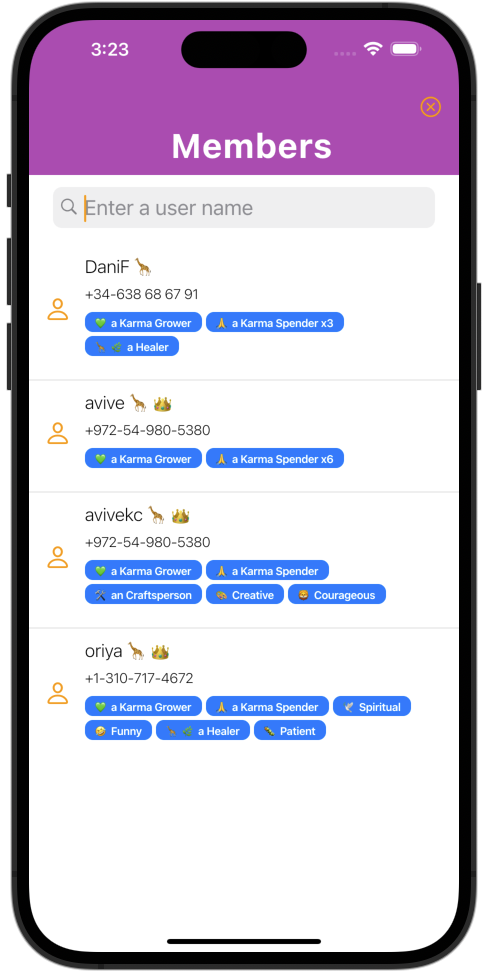 3:23
Members
Enter a user name
DaniF 🦒
+34-638 68 67 91
💚 a Karma Grower 🙏 a Karma Spender x3
🌿 a Healer
avive 🦒 👑
+972-54-980-5380
💚 a Karma Grower 🙏 a Karma Spender x6
avivekc 🦒 👑
+972-54-980-5380
💚 a Karma Grower 🙏 a Karma Spender
🛠️ an Craftsperson 🎨 Creative 🦁 Courageous
oriya 🦒 👑
+1-310-717-4672
💚 a Karma Grower 🙏 a Karma Spender 🕊️ Spiritual
🤣 Funny 🌿 a Healer 🐛 Patient